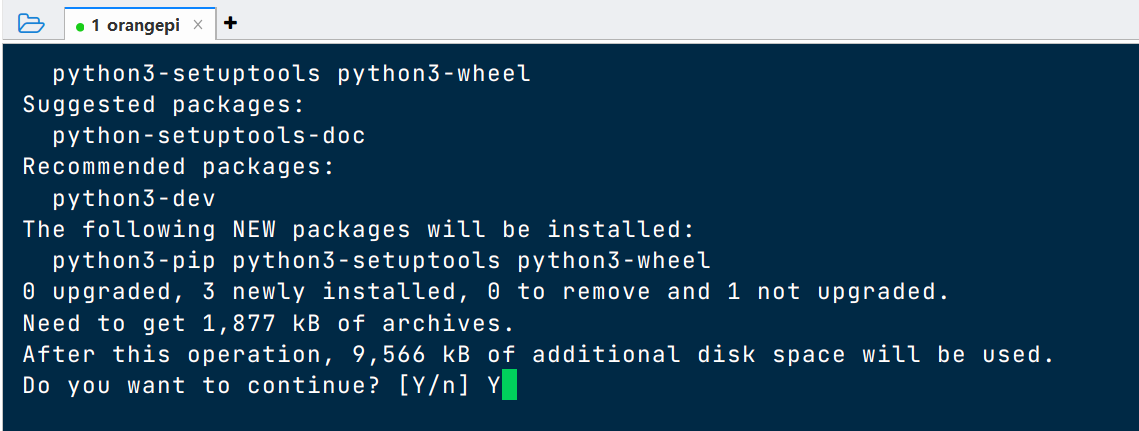 1 orangepi × +
python3-setuptools python3-wheel
Suggested packages:
python-setuptools-doc
Recommended packages:
python3-dev
The following NEW packages will be installed:
python3-pip python3-setuptools python3-wheel
0 upgraded, 3 newly installed, 0 to remove and 1 not upgraded.
Need to get 1,877 kB of archives.
After this operation, 9,566 kB of additional disk space will be used.
Do you want to continue? [Y/n] Y